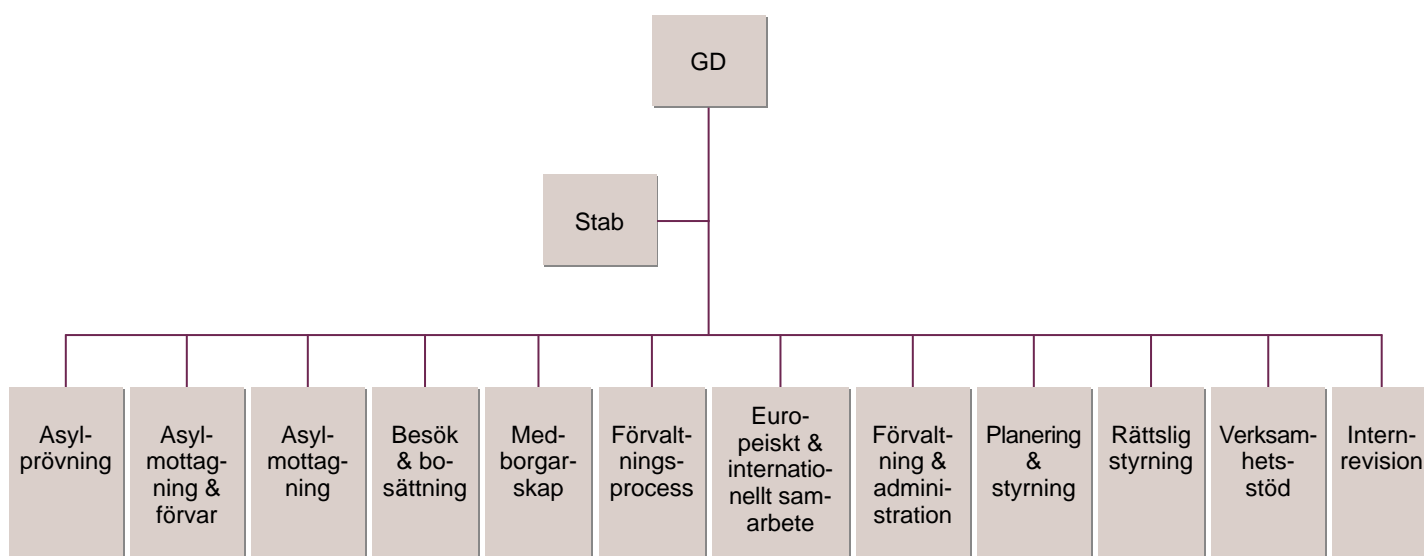 GD
Stab
Asyl-
prövning
Asyl-
mottag-
ning &
förvar
Asyl-
mottag-
ning
Besök
& bo-
sättning
Med-
borgar-
skap
Förvalt-
nings-
process
Euro-
peiskt &
internatio-
nellt sam-
arbete
Förvalt-
ning &
admini-
stration
Planering
&
styrning
Rättslig
styrning
Verksam-
hets-
stöd
Intern-
revision